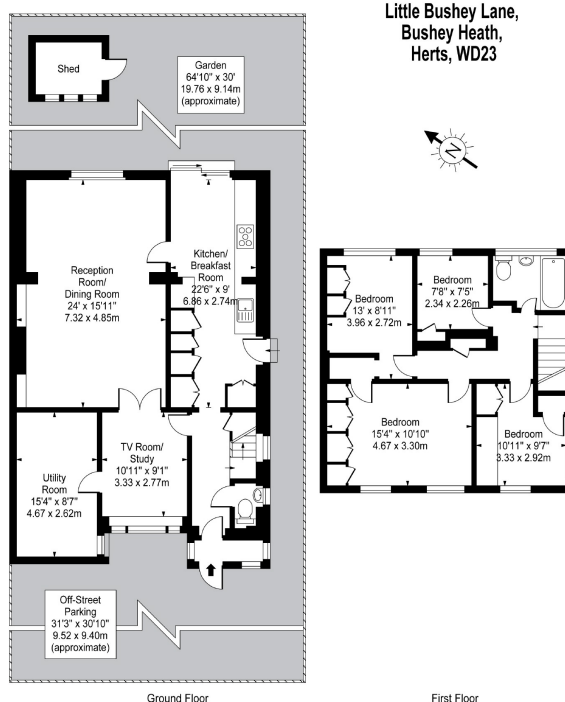 Little Bushey Lane,
Bushey Heath,
Herts, WD23
Shed
Garden
64'10" x 30'
19.76 x 9.14m
(approximate)
N
Reception
Room/
Dining Room
24' x 15'11"
7.32 x 4.85m
Kitchen/
Breakfast
Room
22'6" x 9'
6.86 x 2.74m
TV Room/
Study
10'11" x 9'1"
3.33 x 2.77m
Utility
Room
15'4" x 8'7"
4.67 x 2.62m
Off-Street
Parking
31'3" x 30'10"
9.52 x 9.40m
(approximate)
Ground Floor
Bedroom
13' x 8'11"
3.96 x 2.72m
Bedroom
7'8" x 7'5"
2.34 x 2.26m
Bedroom
15'4" x 10'10"
4.67 x 3.30m
Bedroom
10'11" x 9'7"
3.33 x 2.92m
First Floor